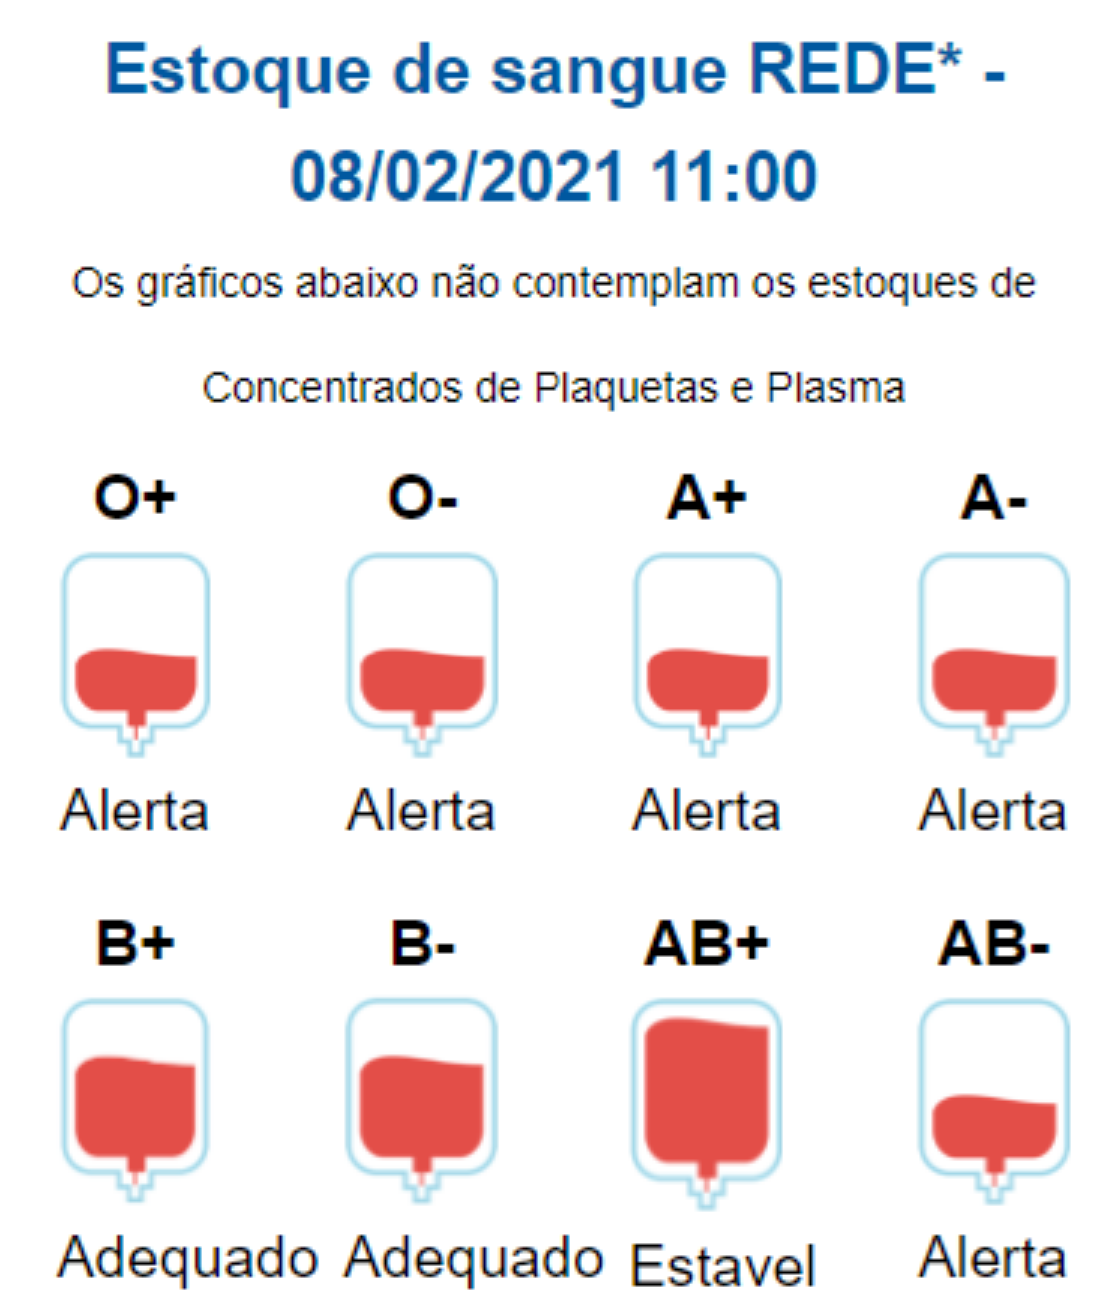 Estoque de sangue REDE* -
08/02/2021 11:00
Os gráficos abaixo não contemplam os estoques de
Concentrados de Plaquetas e Plasma
O+ O- A+ A-
Alerta Alerta Alerta Alerta
B+ B- AB+ AB-
Adequado Adequado Estavel Alerta